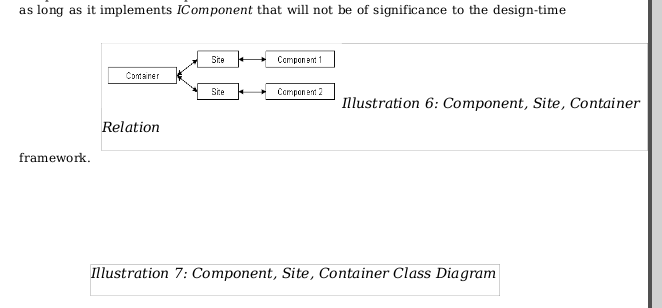 as long as it implements IComponent that will not be of significance to the design-time
Site
Component 1
Container
Site
Component 2
Illustration 6: Component, Site, Container
Relation
framework.
Illustration 7: Component, Site, Container Class Diagram